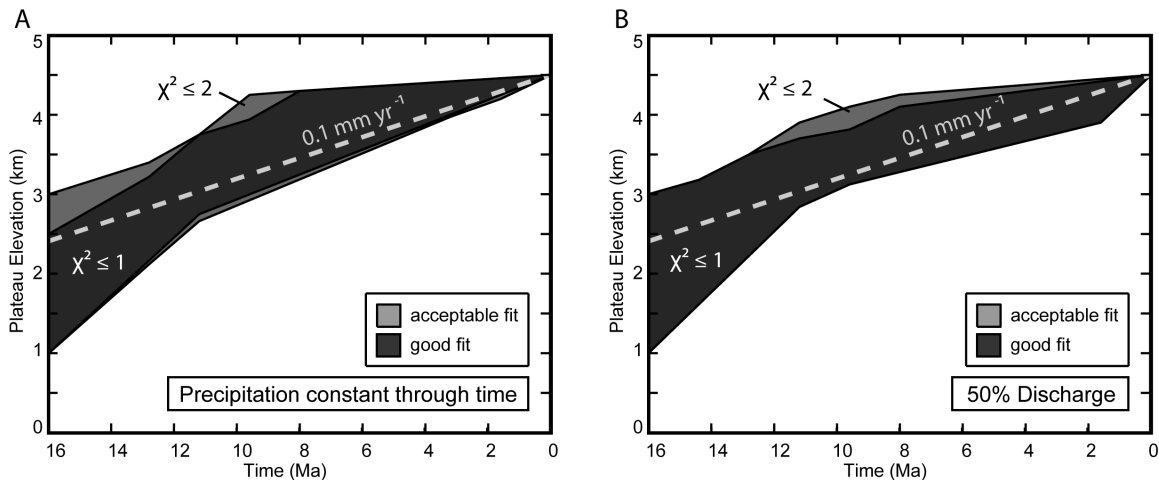 A
5
4
3
2
1
0
Plateau Elevation (km)
χ² ≤ 2
0.1 mm yr⁻¹
χ² ≤ 1
acceptable fit
good fit
Precipitation constant through time
16 14 12 10 8 6 4 2 0
Time (Ma)
B
5
4
3
2
1
0
Plateau Elevation (km)
χ² ≤ 2
0.1 mm yr⁻¹
χ² ≤ 1
acceptable fit
good fit
50% Discharge
16 14 12 10 8 6 4 2 0
Time (Ma)